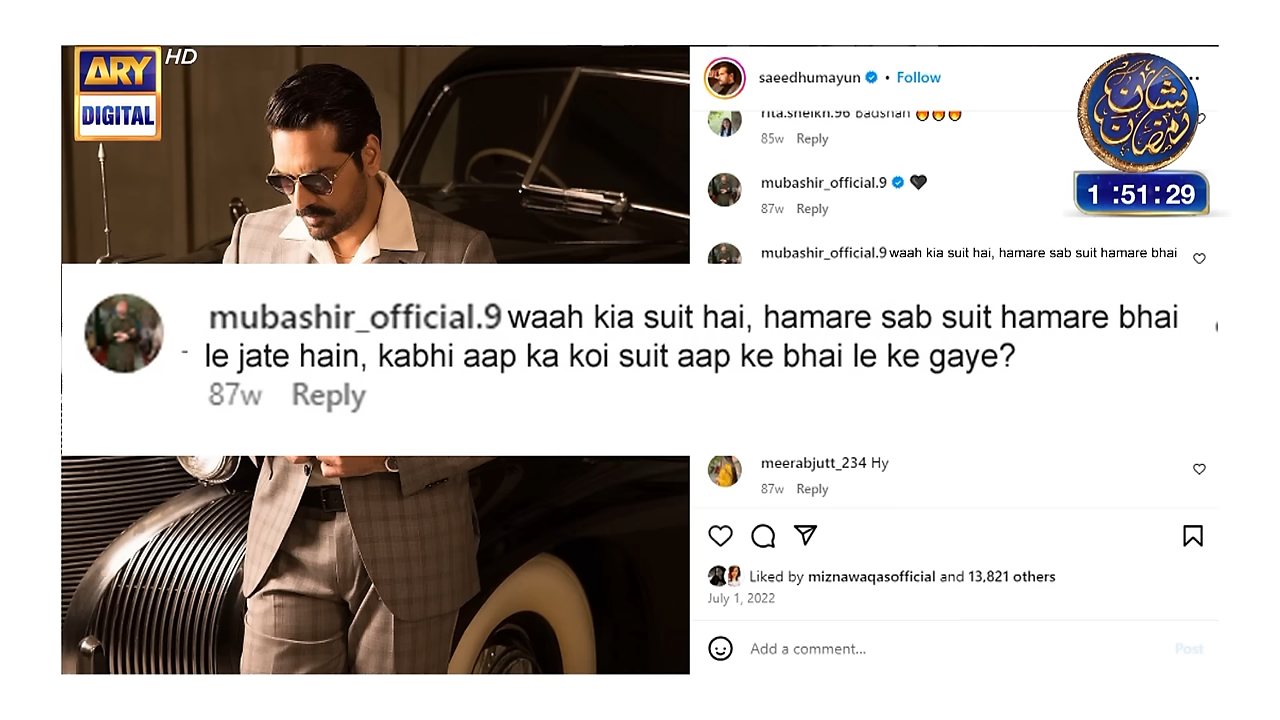 ARY
HD
DIGITAL
saeedhumayun • Follow
rita.sheikh.96 badshah 🔥🔥🔥
85w Reply
mubashir_official.9 🖤
87w Reply
شان
رمضان
1:51:29
mubashir_official.9 waah kia suit hai, hamare sab suit hamare bhai
mubashir_official.9 waah kia suit hai, hamare sab suit hamare bhai
- le jate hain, kabhi aap ka koi suit aap ke bhai le ke gaye?
87w Reply
meerabjutt_234 Hy
87w Reply
Liked by miznawaqasofficial and 13,821 others
July 1, 2022
Add a comment...
Post